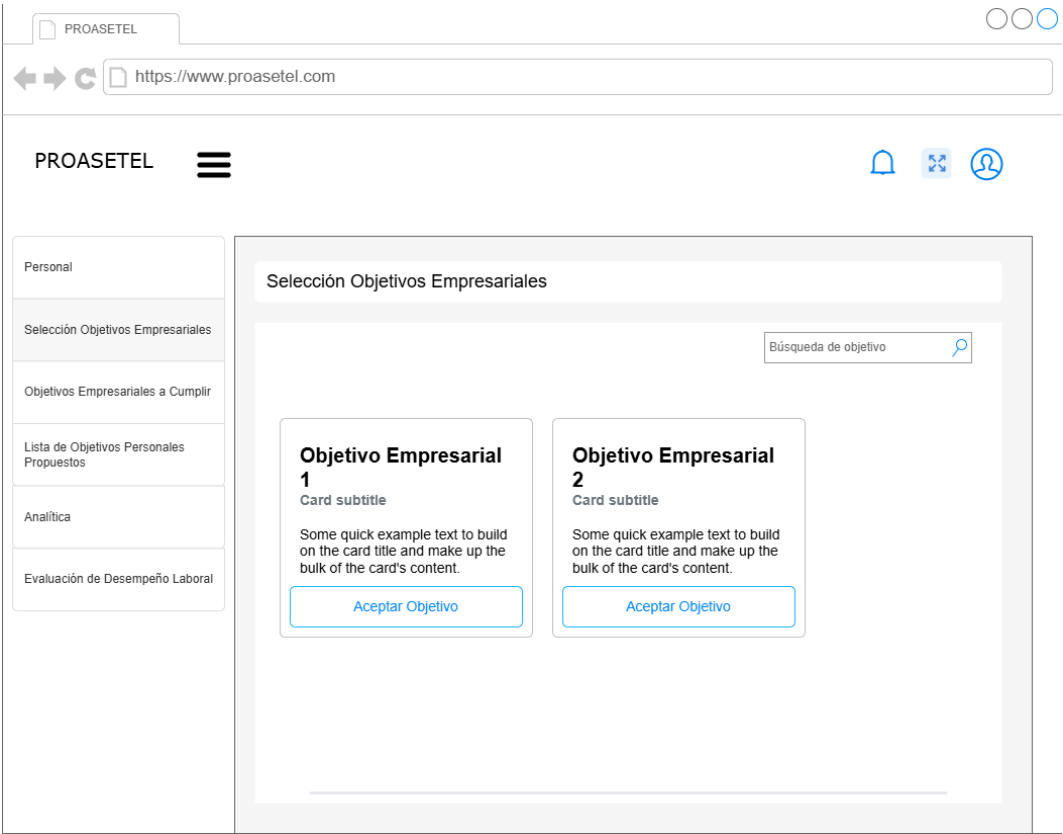 PROASETEL
https://www.proasetel.com
PROASETEL
Personal
Selección Objetivos Empresariales
Objetivos Empresariales a Cumplir
Lista de Objetivos Personales
Propuestos
Analítica
Evaluación de Desempeño Laboral
Selección Objetivos Empresariales
Búsqueda de objetivo
Objetivo Empresarial
1
Card subtitle
Some quick example text to build
on the card title and make up the
bulk of the card's content.
Aceptar Objetivo
Objetivo Empresarial
2
Card subtitle
Some quick example text to build
on the card title and make up the
bulk of the card's content.
Aceptar Objetivo